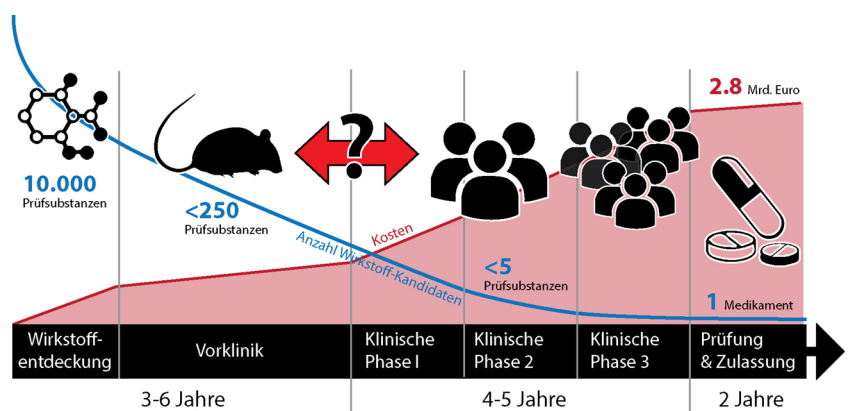 2.8 Mrd. Euro
?
10.000
Prüfsubstanzen
<250
Prüfsubstanzen
Kosten
Anzahl Wirkstoff-Kandidaten
<5
Prüfsubstanzen
1 Medikament
Wirkstoff-
entdeckung
Vorklinik
Klinische
Phase I
Klinische
Phase 2
Klinische
Phase 3
Prüfung
& Zulassung
3-6 Jahre
4-5 Jahre
2 Jahre